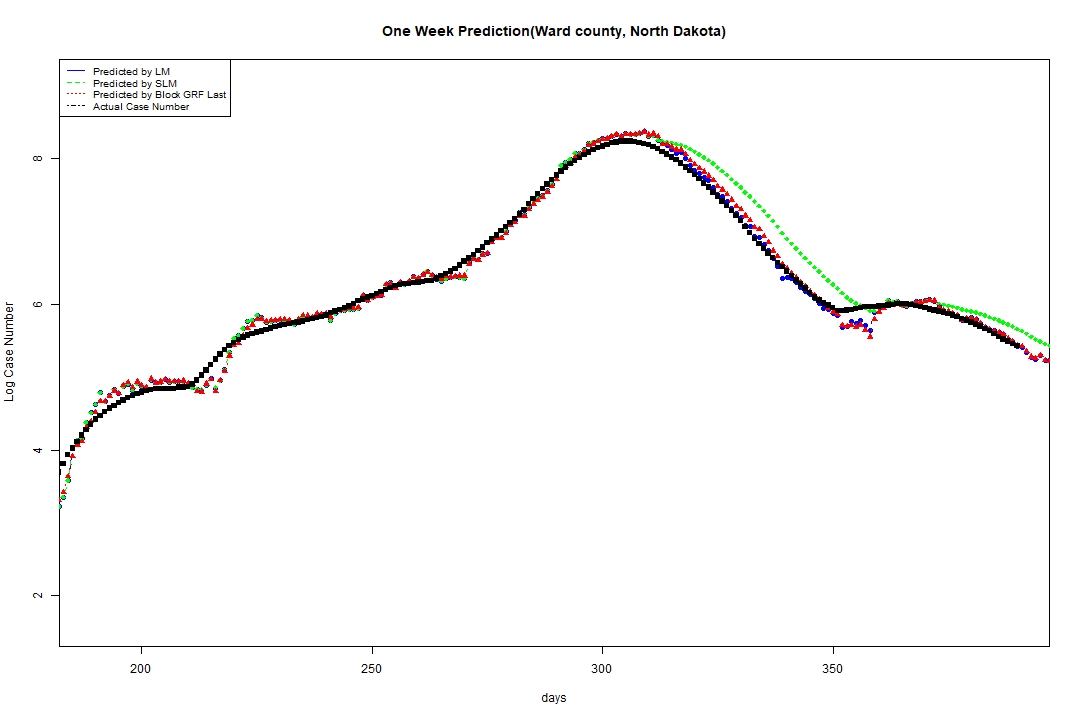 One Week Prediction(Ward county, North Dakota)
Predicted by LM
Predicted by SLM
Predicted by Block GRF Last
Actual Case Number
8
6
4
2
Log Case Number
200 250 300 350
days